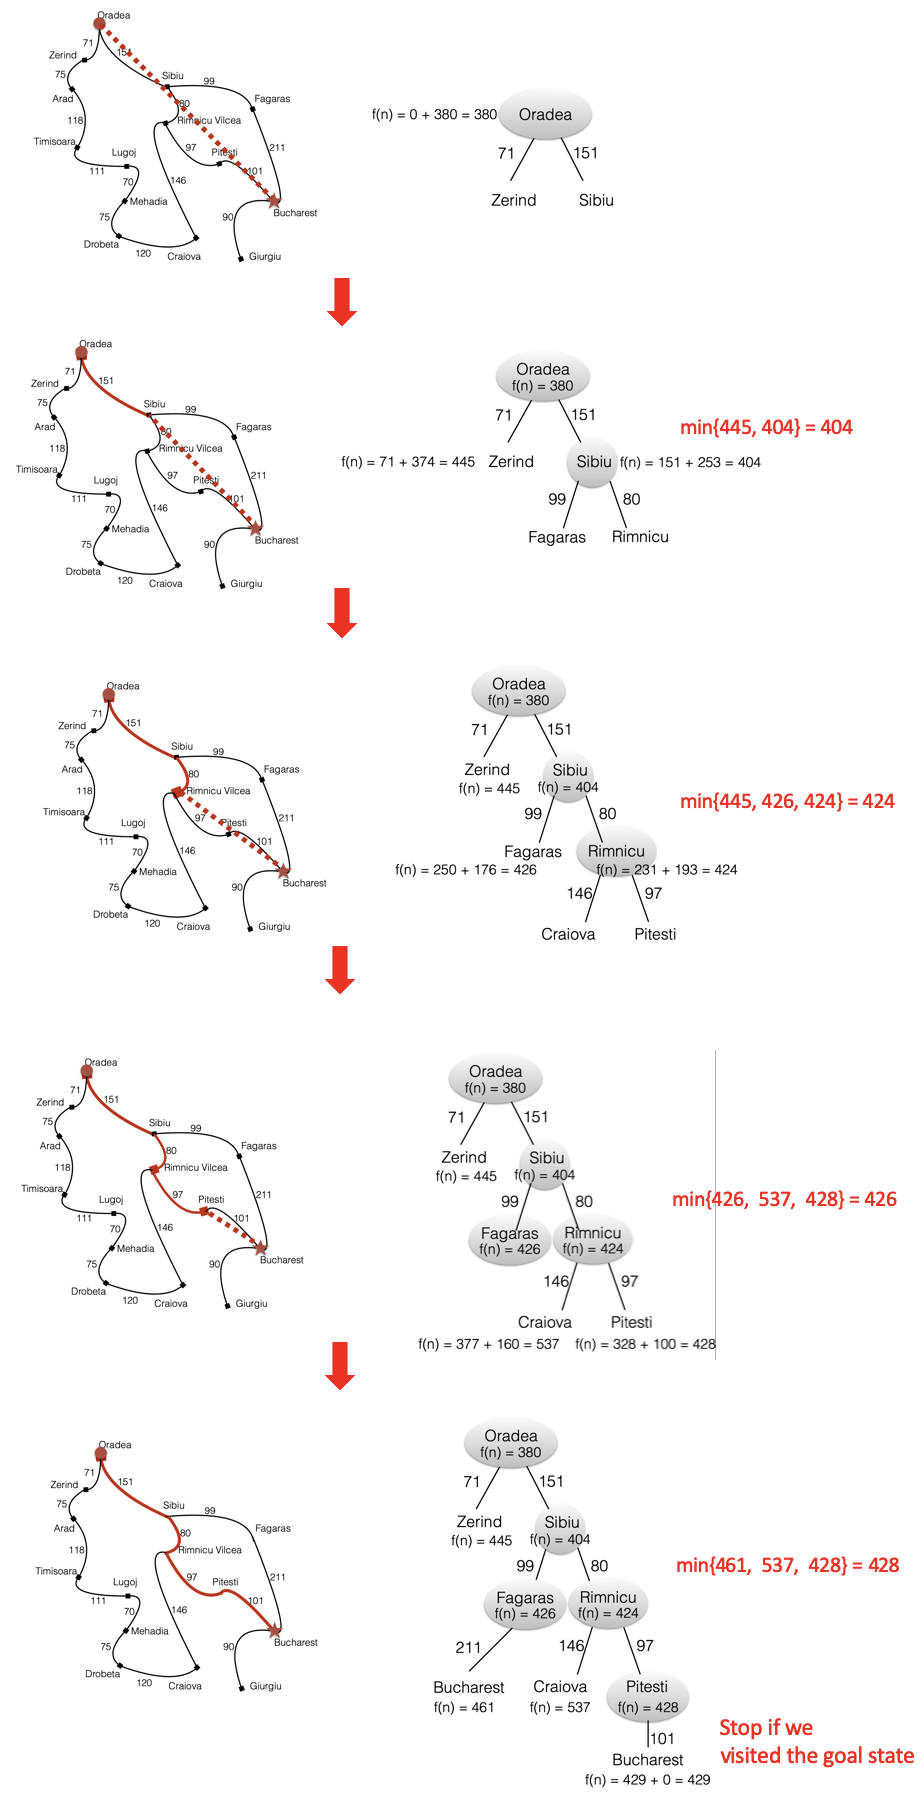 Oradea
71
151
Zerind
75
Sibiu
99
Arad
80
Fagaras
118
Rimnicu Vilcea
Timisoara
Lugoj
97
Pitesti
211
111
101
70
146
Mehadia
Bucharest
75
90
Drobeta
120
Craiova
Giurgiu
f(n) = 0 + 380 = 380
Oradea
71
151
Zerind
Sibiu
Oradea
71
151
Zerind
75
Sibiu
99
Arad
80
Fagaras
118
Rimnicu Vilcea
Timisoara
Lugoj
97
Pitesti
211
111
101
70
146
Mehadia
Bucharest
75
90
Drobeta
120
Craiova
Giurgiu
Oradea
f(n) = 380
71
151
min{445, 404} = 404
f(n) = 71 + 374 = 445
Zerind
Sibiu
f(n) = 151 + 253 = 404
99
80
Fagaras
Rimnicu
Oradea
71
151
Zerind
75
Sibiu
99
Arad
80
Fagaras
118
Rimnicu Vilcea
Timisoara
Lugoj
97
Pitesti
211
111
101
70
146
Mehadia
Bucharest
75
90
Drobeta
120
Craiova
Giurgiu
Oradea
f(n) = 380
71
151
Zerind
f(n) = 445
Sibiu
f(n) = 404
min{445, 426, 424} = 424
99
80
Fagaras
Rimnicu
f(n) = 250 + 176 = 426
f(n) = 231 + 193 = 424
146
97
Craiova
Pitesti
Oradea
71
151
Zerind
75
Sibiu
99
Arad
80
Fagaras
118
Rimnicu Vilcea
Timisoara
Lugoj
97
Pitesti
211
111
101
70
146
Mehadia
Bucharest
75
90
Drobeta
120
Craiova
Giurgiu
Oradea
f(n) = 380
71
151
Zerind
f(n) = 445
Sibiu
f(n) = 404
99
80
min{426, 537, 428} = 426
Fagaras
f(n) = 426
Rimnicu
f(n) = 424
146
97
Craiova
Pitesti
f(n) = 377 + 160 = 537
f(n) = 328 + 100 = 428
Oradea
71
151
Zerind
75
Sibiu
99
Arad
80
Fagaras
118
Rimnicu Vilcea
Timisoara
Lugoj
97
Pitesti
211
111
101
70
146
Mehadia
Bucharest
75
90
Drobeta
120
Craiova
Giurgiu
Oradea
f(n) = 380
71
151
Zerind
f(n) = 445
Sibiu
f(n) = 404
99
80
min{461, 537, 428} = 428
Fagaras
f(n) = 426
Rimnicu
f(n) = 424
211
146
97
Bucharest
f(n) = 461
Craiova
f(n) = 537
Pitesti
f(n) = 428
101
Stop if we
visited the goal state
Bucharest
f(n) = 429 + 0 = 429